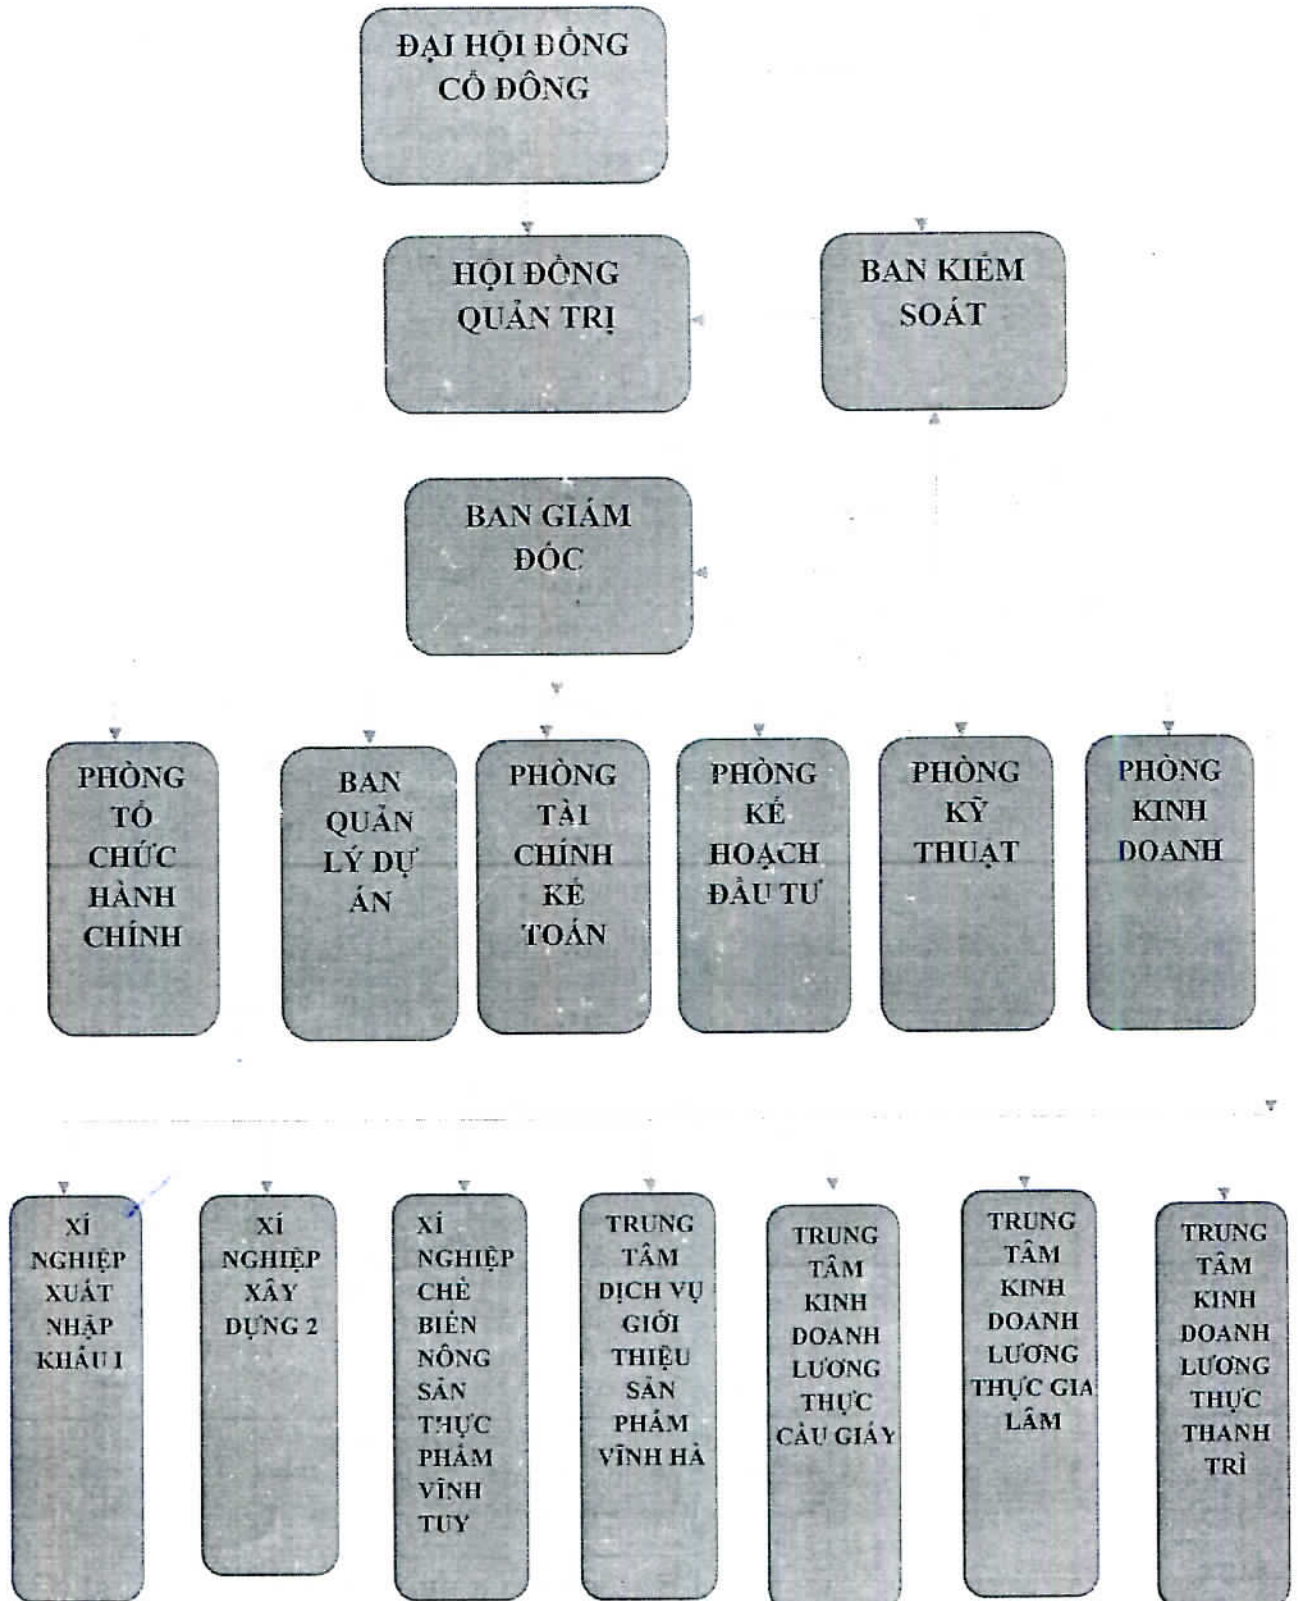 ĐẠI HỘI ĐỒNG
CỔ ĐÔNG
HỘI ĐỒNG
QUẢN TRỊ
BAN KIỂM
SOÁT
BAN GIÁM
ĐỐC
PHÒNG
TỔ
CHỨC
HÀNH
CHÍNH
BAN
QUẢN
LÝ DỰ
ÁN
PHÒNG
TÀI
CHÍNH
KẾ
TOÁN
PHÒNG
KẾ
HOẠCH
ĐẦU TƯ
PHÒNG
KỸ
THUẬT
PHÒNG
KINH
DOANH
XÍ
NGHIỆP
XUẤT
NHẬP
KHẨU I
XÍ
NGHIỆP
XÂY
DỰNG 2
XÍ
NGHIỆP
CHẾ
BIẾN
NÔNG
SẢN
THỰC
PHẨM
VĨNH
TUY
TRUNG
TÂM
DỊCH VỤ
GIỚI
THIỆU
SẢN
PHẨM
VĨNH HÀ
TRUNG
TÂM
KINH
DOANH
LƯƠNG
THỰC
CẦU GIẤY
TRUNG
TÂM
KINH
DOANH
LƯƠNG
THỰC GIA
LÂM
TRUNG
TÂM
KINH
DOANH
LƯƠNG
THỰC
THANH
TRÌ